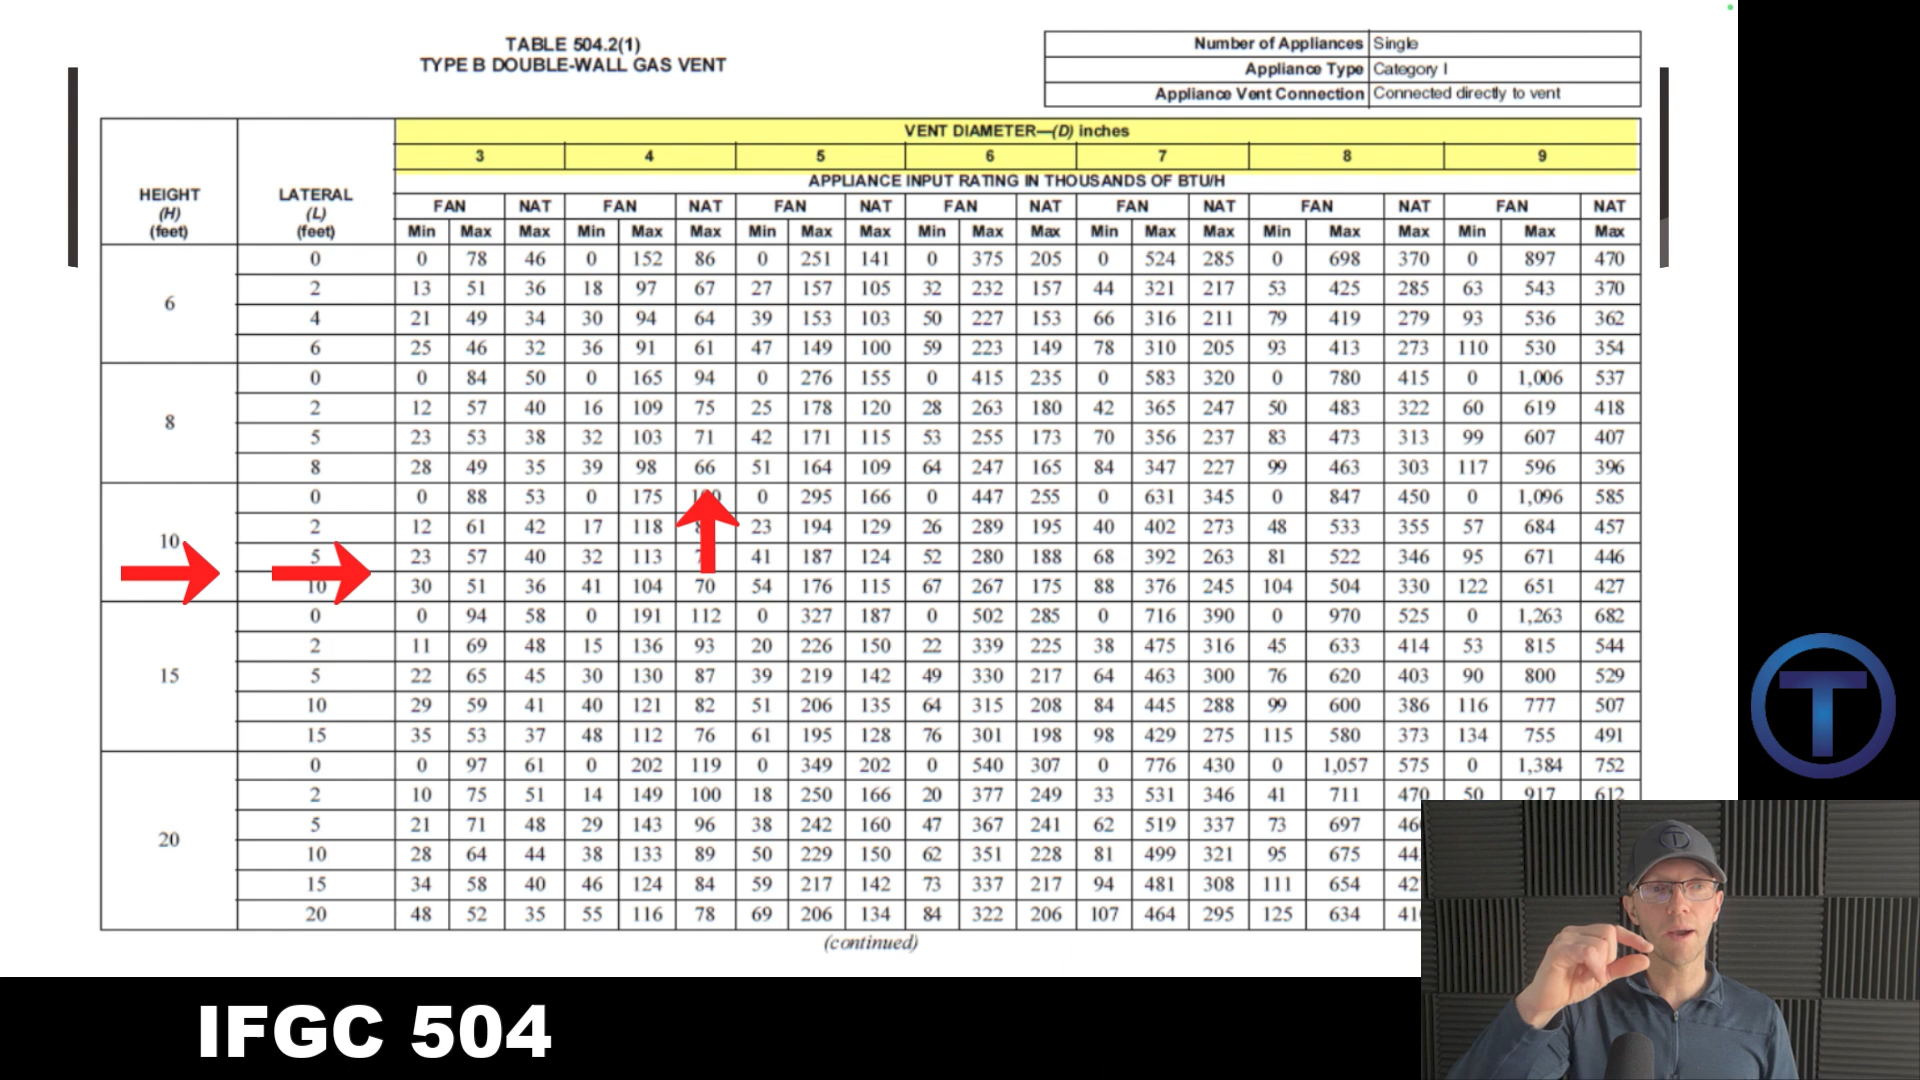 TABLE 504.2(1)
TYPE B DOUBLE-WALL GAS VENT
Number of Appliances Single
Appliance Type Category I
Appliance Vent Connection Connected directly to vent
VENT DIAMETER—(D) inches
3 4 5 6 7 8 9
APPLIANCE INPUT RATING IN THOUSANDS OF BTU/H
HEIGHT
(H)
(feet)
LATERAL
(L)
(feet)
FAN NAT FAN NAT FAN NAT FAN NAT FAN NAT FAN NAT FAN NAT
Min Max Max Min Max Max Min Max Max Min Max Max Min Max Max Min Max Max Min Max Max
6
0 0 78 46 0 152 86 0 251 141 0 375 205 0 524 285 0 698 370 0 897 470
2 13 51 36 18 97 67 27 157 105 32 232 157 44 321 217 53 425 285 63 543 370
4 21 49 34 30 94 64 39 153 103 50 227 153 66 316 211 79 419 279 93 536 362
6 25 46 32 36 91 61 47 149 100 59 223 149 78 310 205 93 413 273 110 530 354
8
0 0 84 50 0 165 94 0 276 155 0 415 235 0 583 320 0 780 415 0 1,006 537
2 12 57 40 16 109 75 25 178 120 28 263 180 42 365 247 50 483 322 60 619 418
5 23 53 38 32 103 71 42 171 115 53 255 173 70 356 237 83 473 313 99 607 407
8 28 49 35 39 98 66 51 164 109 64 247 165 84 347 227 99 463 303 117 596 396
10
0 0 88 53 0 175 0 295 166 0 447 255 0 631 345 0 847 450 0 1,096 585
2 12 61 42 17 118 23 194 129 26 289 195 40 402 273 48 533 355 57 684 457
5 23 57 40 32 113 41 187 124 52 280 188 68 392 263 81 522 346 95 671 446
10 30 51 36 41 104 70 54 176 115 67 267 175 88 376 245 104 504 330 122 651 427
15
0 0 94 58 0 191 112 0 327 187 0 502 285 0 716 390 0 970 525 0 1,263 682
2 11 69 48 15 136 93 20 226 150 22 339 225 38 475 316 45 633 414 53 815 544
5 22 65 45 30 130 87 39 219 142 49 330 217 64 463 300 76 620 403 90 800 529
10 29 59 41 40 121 82 51 206 135 64 315 208 84 445 288 99 600 386 116 777 507
15 35 53 37 48 112 76 61 195 128 76 301 198 98 429 275 115 580 373 134 755 491
20
0 0 97 61 0 202 119 0 349 202 0 540 307 0 776 430 0 1,057 575 0 1,384 752
2 10 75 51 14 149 100 18 250 166 20 377 249 33 531 346 41 711 470 50 917 612
5 21 71 48 29 143 96 38 242 160 47 367 241 62 519 337 73 697
10 28 64 44 38 133 89 50 229 150 62 351 228 81 499 321 95 675
15 34 58 40 46 124 84 59 217 142 73 337 217 94 481 308 111 654
20 48 52 35 55 116 78 69 206 134 84 322 206 107 464 295 125 634
(continued)
T
IFGC 504